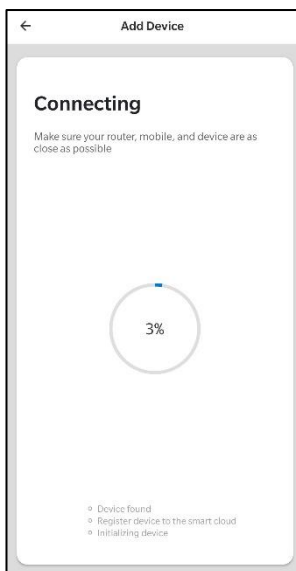 Add Device
Connecting
Make sure your router, mobile, and device are as
close as possible
3%
Device found
Register device to the smart cloud
Initializing device